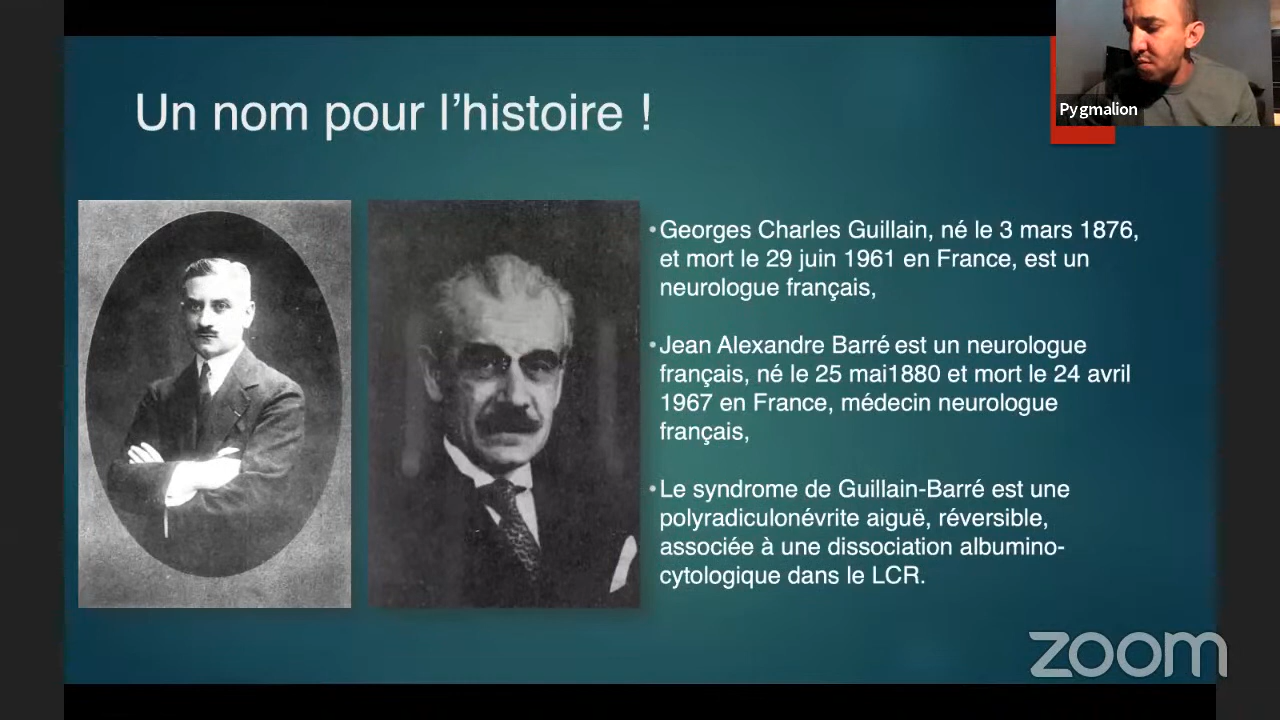 Un nom pour l’histoire !
Pygmalion
•Georges Charles Guillain, né le 3 mars 1876,
et mort le 29 juin 1961 en France, est un
neurologue français,
•Jean Alexandre Barré est un neurologue
français, né le 25 mai1880 et mort le 24 avril
1967 en France, médecin neurologue
français,
•Le syndrome de Guillain-Barré est une
polyradiculonévrite aiguë, réversible,
associée à une dissociation albumino-
cytologique dans le LCR.
zoom